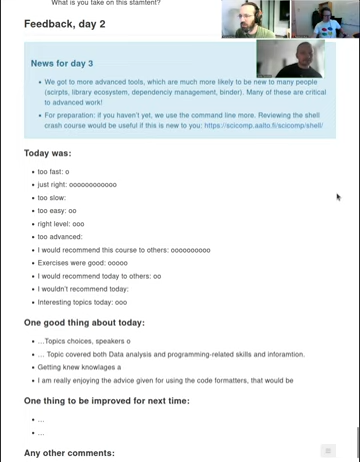 What is you take on this stamtent?
Feedback, day 2
News for day 3
• We got to more advanced tools, which are much more likely to be new to many people
(scirpts, library ecosystem, dependenciy management, binder). Many of these are critical
to advanced work!
• For preparation: if you haven't yet, we use the command line more. Reviewing the shell
crash course would be useful if this is new to you: https://scicomp.aalto.fi/scicomp/shell/
Today was:
• too fast: o
• just right: oooooooooooo
• too slow:
• too easy: oo
• right level: ooo
• too advanced:
• I would recommend this course to others: oooooooooo
• Exercises were good: ooooo
• I would recommend today to others: oo
• I wouldn't recommend today:
• Interesting topics today: ooo
One good thing about today:
• …Topics choices, speakers o
• … Topic covered both Data analysis and programming-related skills and inforamtion.
• Getting knew knowlages a
• I am really enjoying the advice given for using the code formatters, that would be
One thing to be improved for next time:
• …
• …
Any other comments: